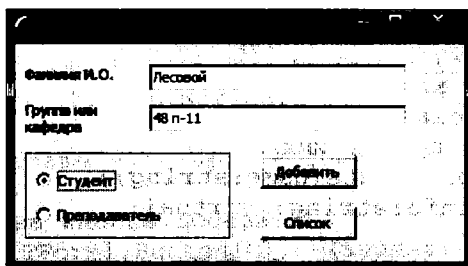 Фамилия И.О.
Лесовой
Группа или
кафедра
48 п-11
Студент
Добавить
Преподаватель
Список